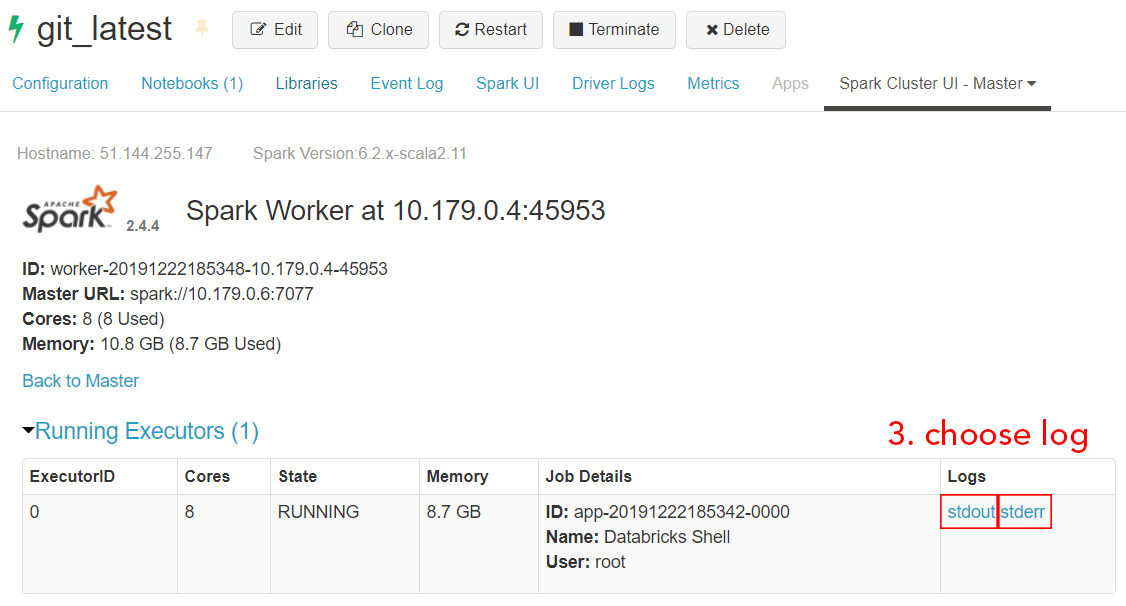 git_latest Edit Clone Restart Terminate Delete
Configuration Notebooks (1) Libraries Event Log Spark UI Driver Logs Metrics Apps Spark Cluster UI - Master
Hostname: 51.144.255.147 Spark Version:6.2.x-scala2.11
APACHE
Spark 2.4.4 Spark Worker at 10.179.0.4:45953
ID: worker-20191222185348-10.179.0.4-45953
Master URL: spark://10.179.0.6:7077
Cores: 8 (8 Used)
Memory: 10.8 GB (8.7 GB Used)
Back to Master
Running Executors (1) 3. choose log
ExecutorID Cores State Memory Job Details Logs
0 8 RUNNING 8.7 GB ID: app-20191222185342-0000 stdout stderr
Name: Databricks Shell
User: root